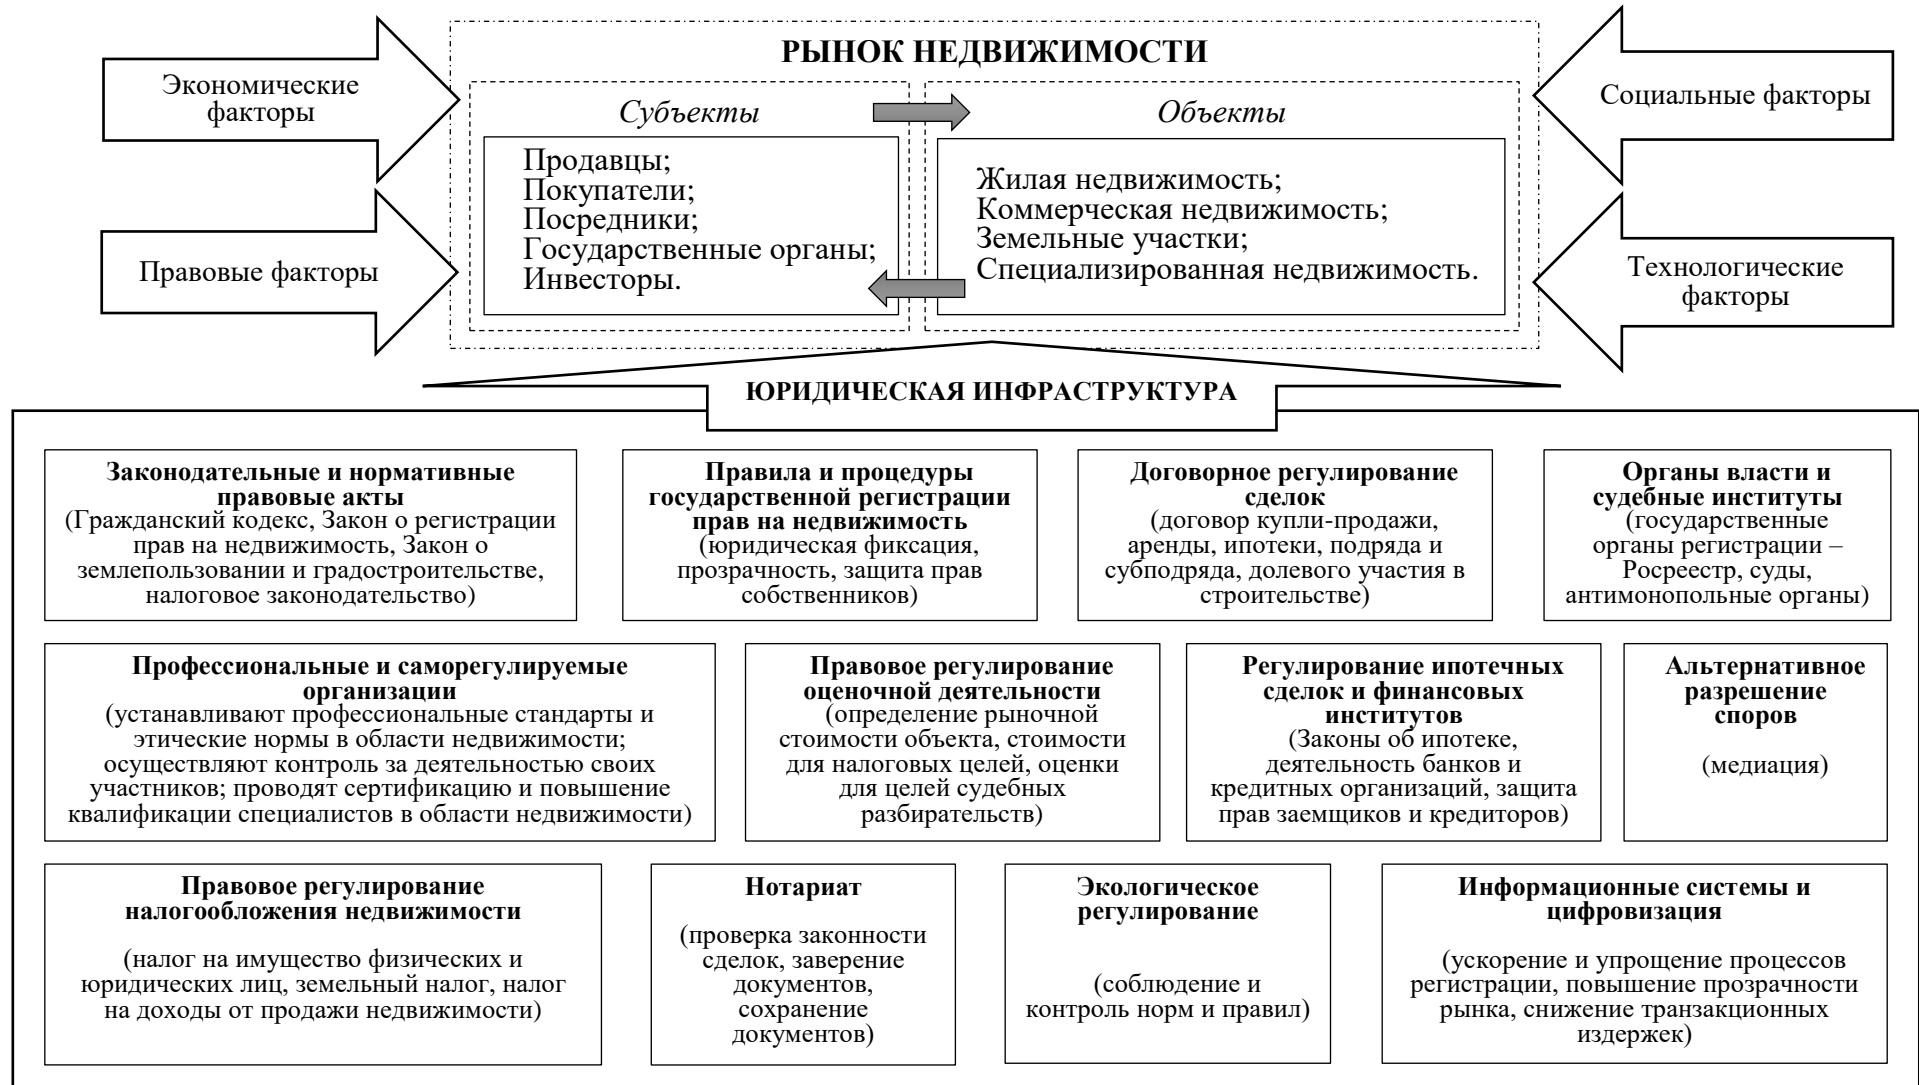 РЫНОК НЕДВИЖИМОСТИ
Экономические
факторы
Правовые факторы
Субъекты
Продавцы;
Покупатели;
Посредники;
Государственные органы;
Инвесторы.
Объекты
Жилая недвижимость;
Коммерческая недвижимость;
Земельные участки;
Специализированная недвижимость.
Социальные факторы
Технологические
факторы
ЮРИДИЧЕСКАЯ ИНФРАСТРУКТУРА
Законодательные и нормативные
правовые акты
(Гражданский кодекс, Закон о регистрации
прав на недвижимость, Закон о
землепользовании и градостроительстве,
налоговое законодательство)
Правила и процедуры
государственной регистрации
прав на недвижимость
(юридическая фиксация,
прозрачность, защита прав
собственников)
Договорное регулирование
сделок
(договор купли-продажи,
аренды, ипотеки, подряда и
субподряда, долевого участия в
строительстве)
Органы власти и
судебные институты
(государственные
органы регистрации –
Росреестр, суды,
антимонопольные органы)
Профессиональные и саморегулируемые
организации
(устанавливают профессиональные стандарты и
этические нормы в области недвижимости;
осуществляют контроль за деятельностью своих
участников; проводят сертификацию и повышение
квалификации специалистов в области недвижимости)
Правовое регулирование
оценочной деятельности
(определение рыночной
стоимости объекта, стоимости
для налоговых целей, оценки
для целей судебных
разбирательств)
Регулирование ипотечных
сделок и финансовых
институтов
(Законы об ипотеке,
деятельность банков и
кредитных организаций, защита
прав заемщиков и кредиторов)
Альтернативное
разрешение
споров
(медиация)
Правовое регулирование
налогообложения недвижимости
(налог на имущество физических и
юридических лиц, земельный налог, налог
на доходы от продажи недвижимости)
Нотариат
(проверка законности
сделок, заверение
документов,
сохранение
документов)
Экологическое
регулирование
(соблюдение и
контроль норм и правил)
Информационные системы и
цифровизация
(ускорение и упрощение процессов
регистрации, повышение прозрачности
рынка, снижение транзакционных
издержек)